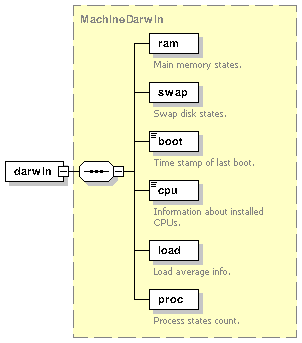 MachineDarwin
ram
Main memory states.
swap
Swap disk states.
boot
Time stamp of last boot.
darwin
cpu
Information about installed
CPUs.
load
Load average info.
proc
Process states count.